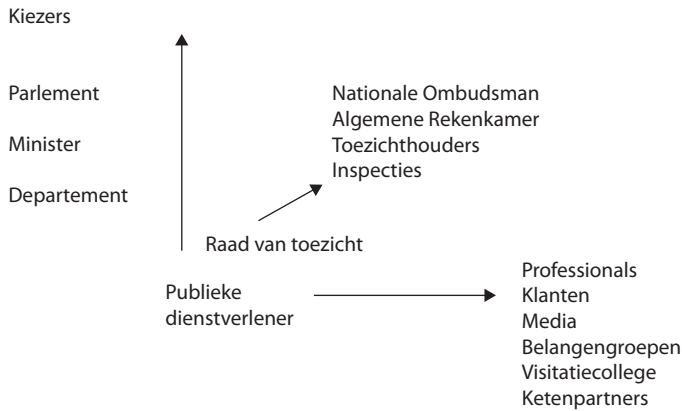 Kiezers
Parlement
Minister
Departement
Nationale Ombudsman
Algemene Rekenkamer
Toezichthouders
Inspecties
Raad van toezicht
Publieke
dienstverlener
Professionals
Klanten
Media
Belangengroepen
Visitatiecollege
Ketenpartners